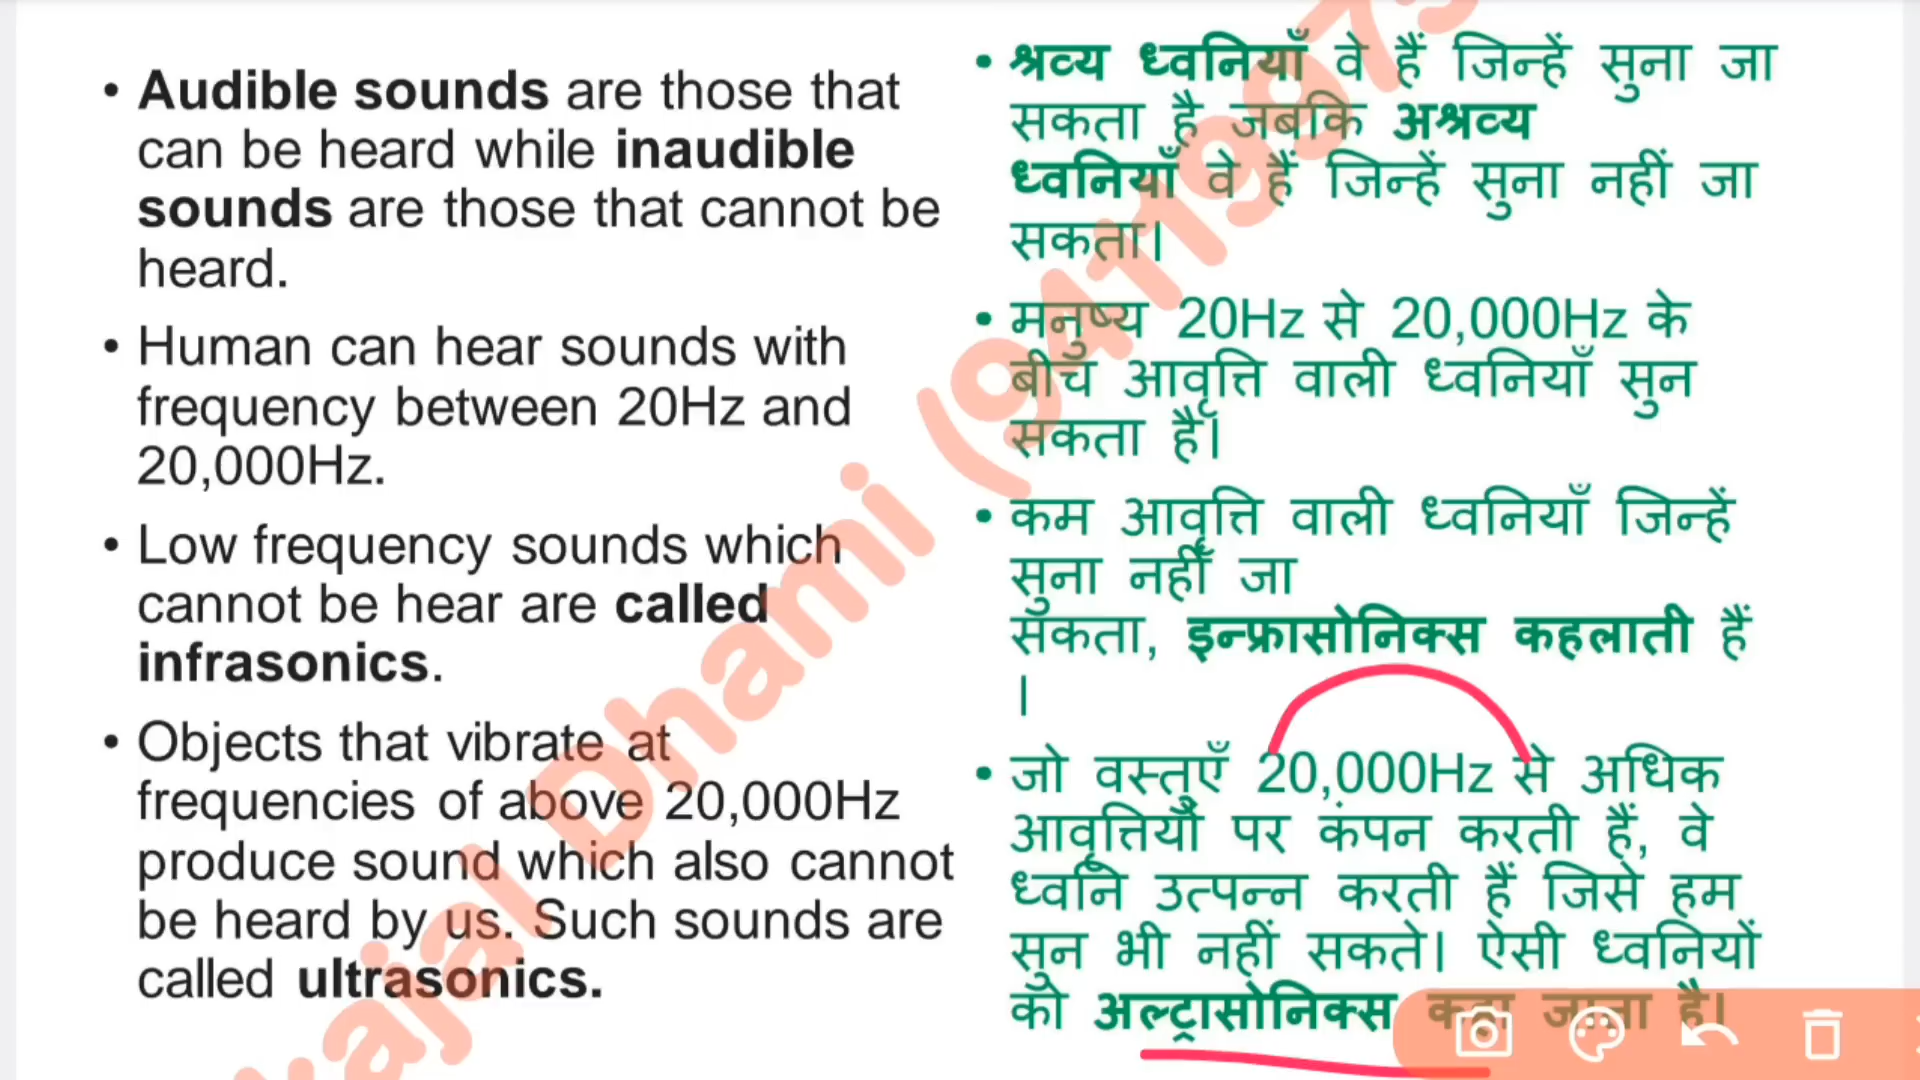 • Audible sounds are those that
can be heard while inaudible
sounds are those that cannot be
heard.
• Human can hear sounds with
frequency between 20Hz and
20,000Hz.
• Low frequency sounds which
cannot be hear are called
infrasonics.
• Objects that vibrate at
frequencies of above 20,000Hz
produce sound which also cannot
be heard by us. Such sounds are
called ultrasonics.
• श्रव्य ध्वनियाँ वे हैं जिन्हें सुना जा
सकता है जबकि अश्रव्य
ध्वनियाँ वे हैं जिन्हें सुना नहीं जा
सकता।
• मनुष्य 20Hz से 20,000Hz के
बीच आवृत्ति वाली ध्वनियाँ सुन
सकता है।
• कम आवृत्ति वाली ध्वनियाँ जिन्हें
सुना नहीं जा
सकता, इन्फ्रासोनिक्स कहलाती हैं
।
• जो वस्तुएँ 20,000Hz से अधिक
आवृत्तियों पर कंपन करती हैं, वे
ध्वनि उत्पन्न करती हैं जिसे हम
सुन भी नहीं सकते। ऐसी ध्वनियों
को अल्ट्रासोनिक्स कहा जाता है।
kajal Dhami (9411997